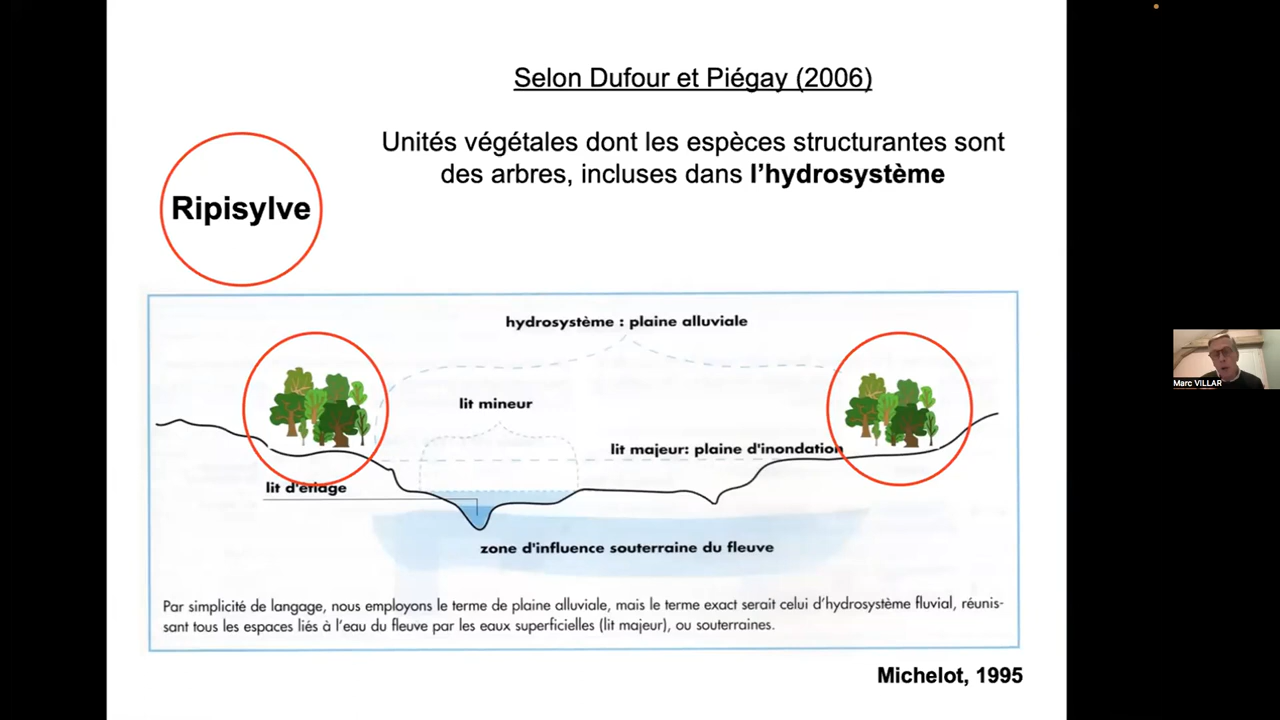 Selon Dufour et Piégay (2006)
Unités végétales dont les espèces structurantes sont
des arbres, incluses dans l'hydrosystème
Ripisylve
hydrosystème : plaine alluviale
lit mineur
lit majeur: plaine d'inondation
lit d'étiage
zone d'influence souterraine du fleuve
Par simplicité de langage, nous employons le terme de plaine alluviale, mais le terme exact serait celui d'hydrosystème fluvial, réunis-
sant tous les espaces liés à l'eau du fleuve par les eaux superficielles (lit majeur), ou souterraines.
Michelot, 1995
Marc VILLAR